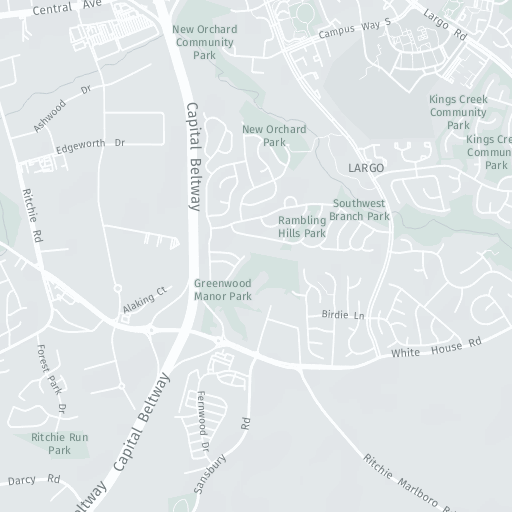 Central Ave
New Orchard
Community
Park
Campus Way S
Largo Rd
Ashwood Dr
Edgeworth Dr
Capital Beltway
New Orchard
Park
Kings Creek
Community
Park
Kings Cre
Commun
Park
LARGO
Ritchie Rd
Southwest
Branch Park
Rambling
Hills Park
Greenwood
Manor Park
Alaking Ct
Birdie Ln
White House Rd
Forest Park Dr
Fernwood Dr
Capital Beltway
Ritchie Run
Park
Sansbury Rd
Ritchie Marlboro Rd
Darcy Rd
eltway